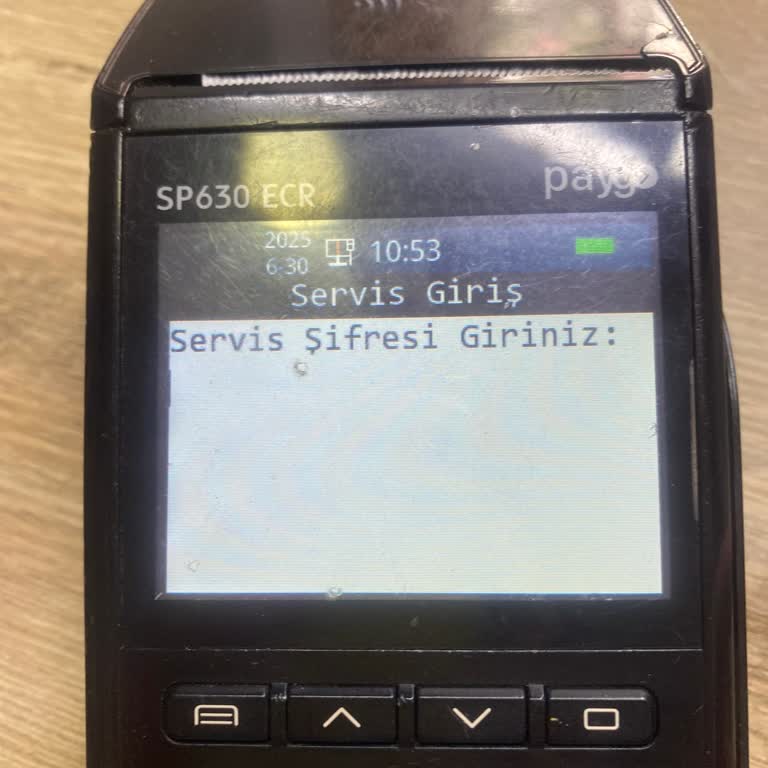 SP630 ECR
paygo
2025
6-30
10:53
Servis Giriş
Servis Şifresi Giriniz: